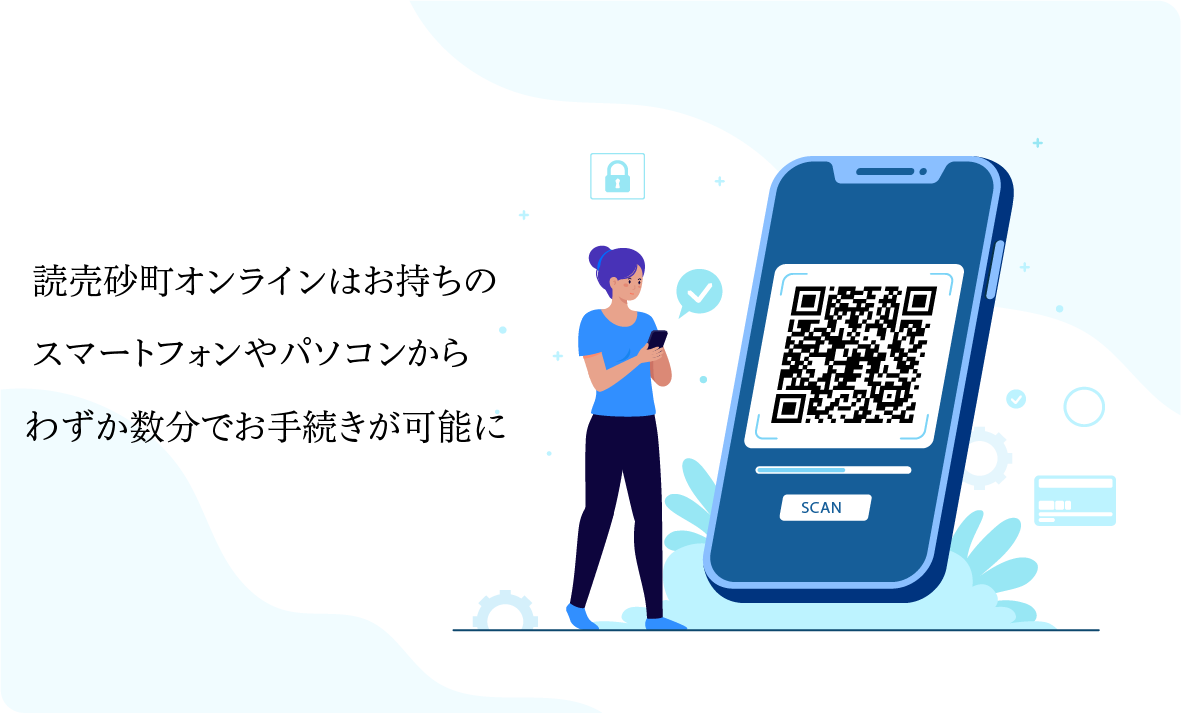 読売砂町オンラインはお持ちの
スマートフォンやパソコンから
わずか数分でお手続きが可能に
SCAN